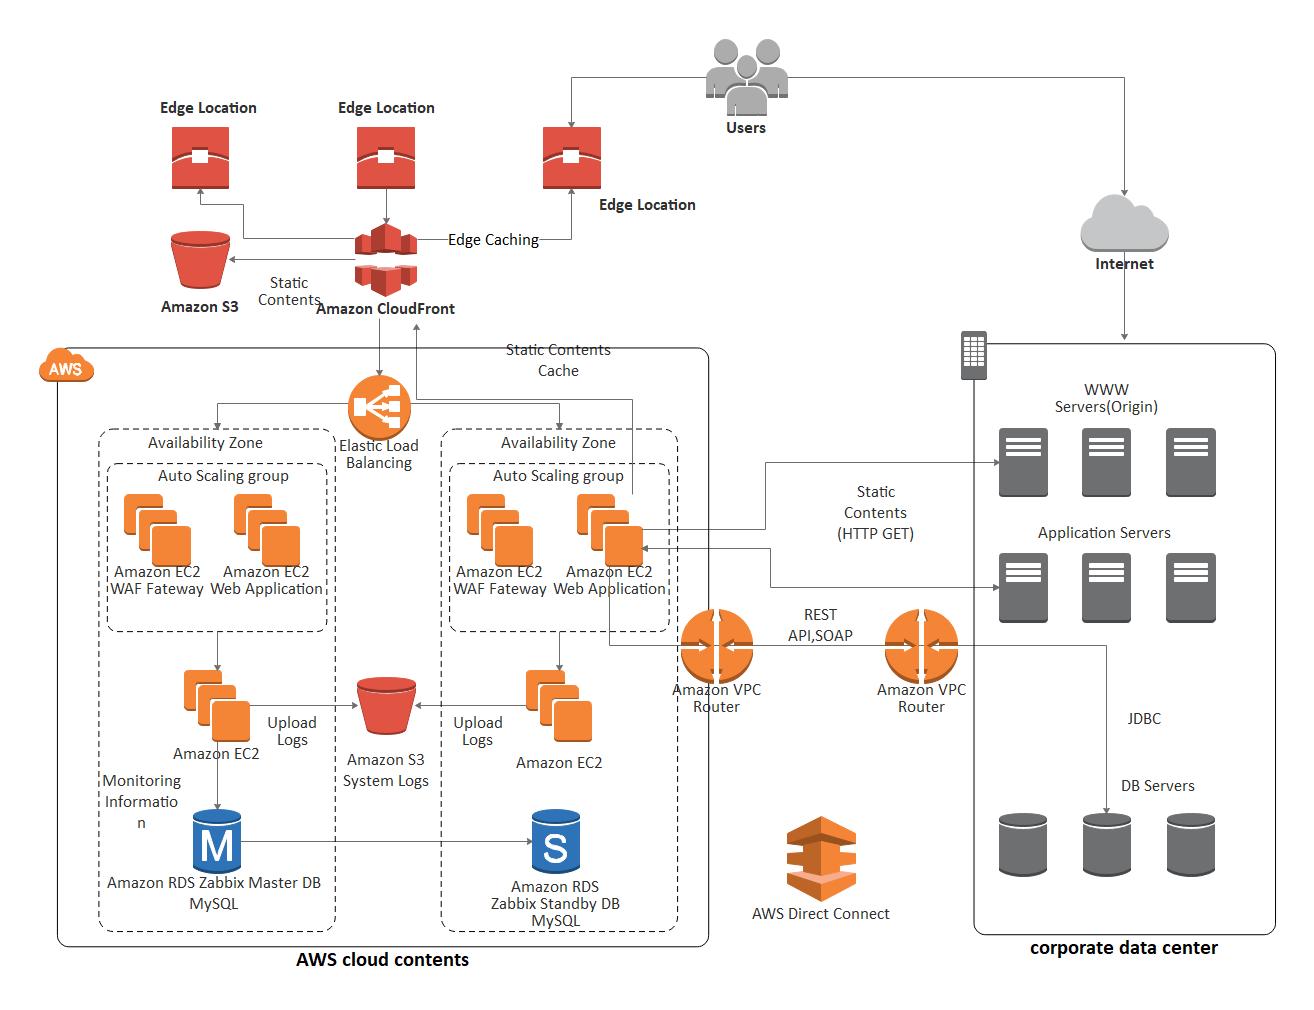 Users
Edge Location
Edge Location
Edge Location
Edge Caching
Internet
Static
Contents
Amazon S3
Amazon CloudFront
AWS
Static Contents
Cache
WWW
Servers(Origin)
Elastic Load
Balancing
Availability Zone
Auto Scaling group
Amazon EC2
WAF Fateway
Amazon EC2
Web Application
Availability Zone
Auto Scaling group
Amazon EC2
WAF Fateway
Amazon EC2
Web Application
Static
Contents
(HTTP GET)
Application Servers
REST
API,SOAP
Amazon VPC
Router
Amazon VPC
Router
JDBC
DB Servers
Upload
Logs
Amazon EC2
Amazon S3
System Logs
Upload
Logs
Amazon EC2
Monitoring
Informatio
n
M
Amazon RDS Zabbix Master DB
MySQL
S
Amazon RDS
Zabbix Standby DB
MySQL
AWS Direct Connect
AWS cloud contents
corporate data center